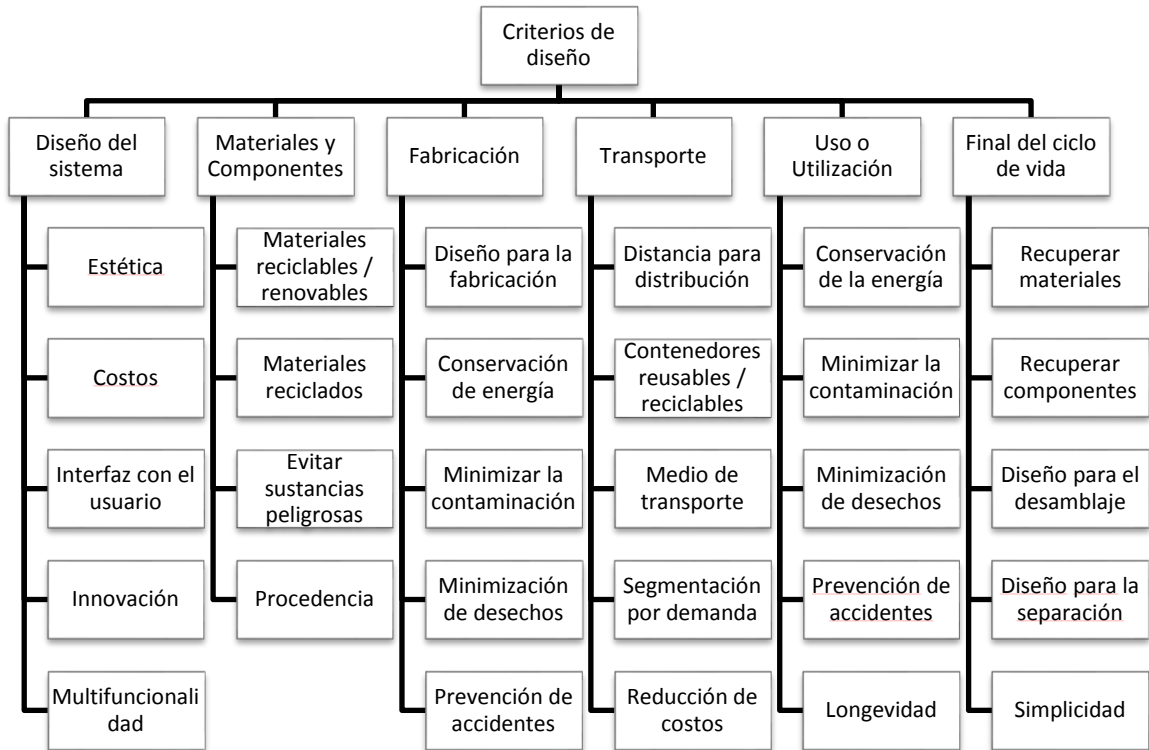 Criterios de
diseño
Diseño del
sistema
Estética
Costos
Interfaz con el
usuario
Innovación
Multifuncionali
dad
Materiales y
Componentes
Materiales
reciclables /
renovables
Materiales
reciclados
Evitar
sustancias
peligrosas
Procedencia
Fabricación
Diseño para la
fabricación
Conservación
de energía
Minimizar la
contaminación
Minimización
de desechos
Prevención de
accidentes
Transporte
Distancia para
distribución
Contenedores
reusables /
reciclables
Medio de
transporte
Segmentación
por demanda
Reducción de
costos
Uso o
Utilización
Conservación
de la energía
Minimizar la
contaminación
Minimización
de desechos
Prevención de
accidentes
Longevidad
Final del ciclo
de vida
Recuperar
materiales
Recuperar
componentes
Diseño para el
desamblaje
Diseño para la
separación
Simplicidad